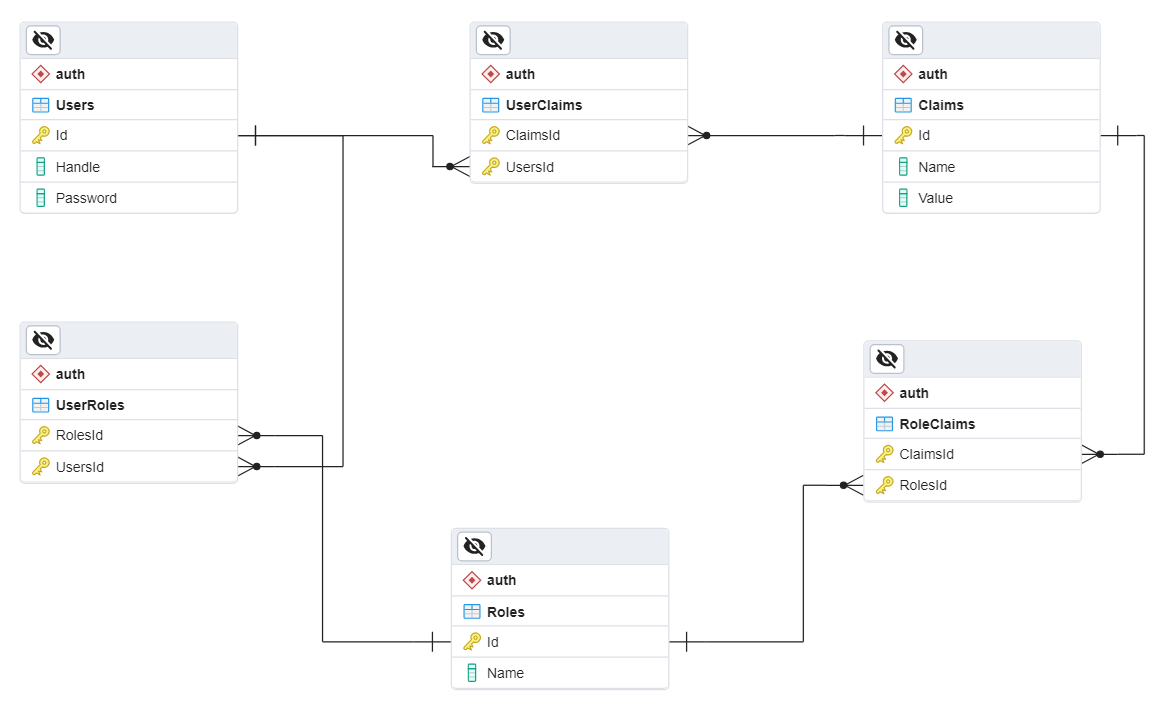 auth
Users
Id
Handle
Password
auth
UserClaims
ClaimsId
UsersId
auth
Claims
Id
Name
Value
auth
UserRoles
RolesId
UsersId
auth
RoleClaims
ClaimsId
RolesId
auth
Roles
Id
Name